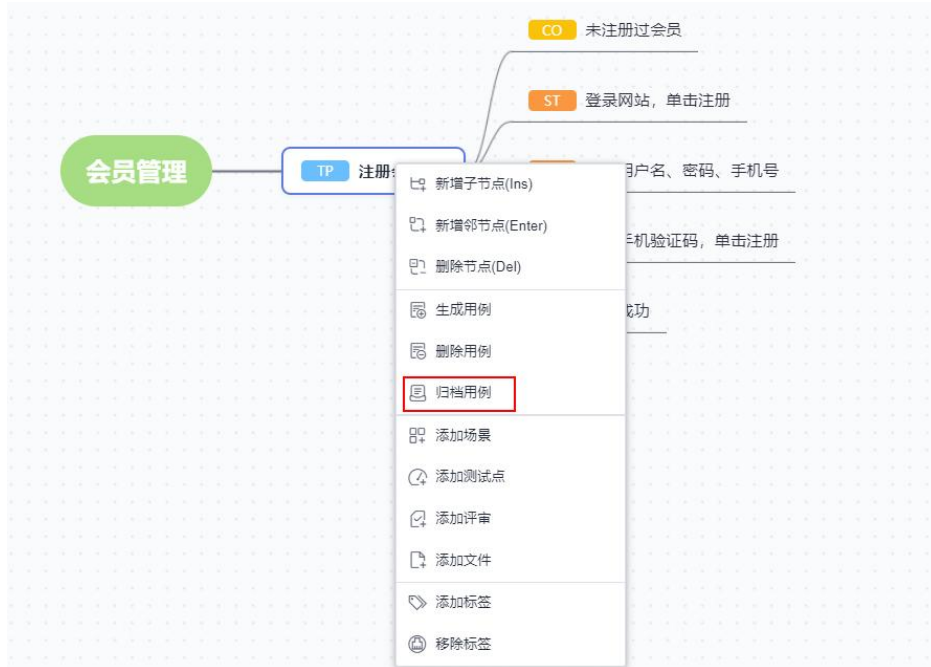 CO 未注册过会员
ST 登录网站，单击注册
会员管理
TP 注册
户名、密码、手机号
手机验证码，单击注册
成功
新增子节点(Ins)
新增邻节点(Enter)
删除节点(Del)
生成用例
删除用例
归档用例
添加场景
添加测试点
添加评审
添加文件
添加标签
移除标签